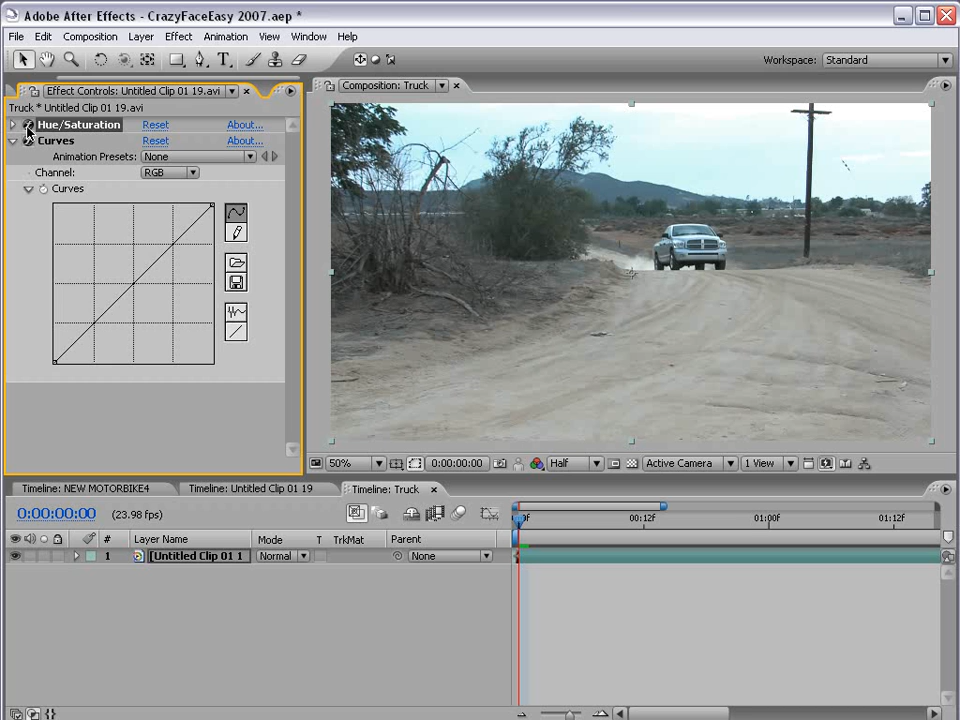 Adobe After Effects - CrazyFaceEasy 2007.aep *
File Edit Composition Layer Effect Animation View Window Help
Workspace: Standard
Effect Controls: Untitled Clip 01 19.avi
Composition: Truck
Truck * Untitled Clip 01 19.avi
Hue/Saturation Reset About...
Curves Reset About...
Animation Presets: None
Channel: RGB
Curves
50% 0:00:00:00 Half Active Camera 1 View
Timeline: NEW MOTORBIKE4 Timeline: Untitled Clip 01 19 Timeline: Truck
0:00:00:00 (23.98 fps)
00:12f 01:00f 01:12f
# Layer Name Mode T TrkMat Parent
1 [Untitled Clip 01 1 Normal None